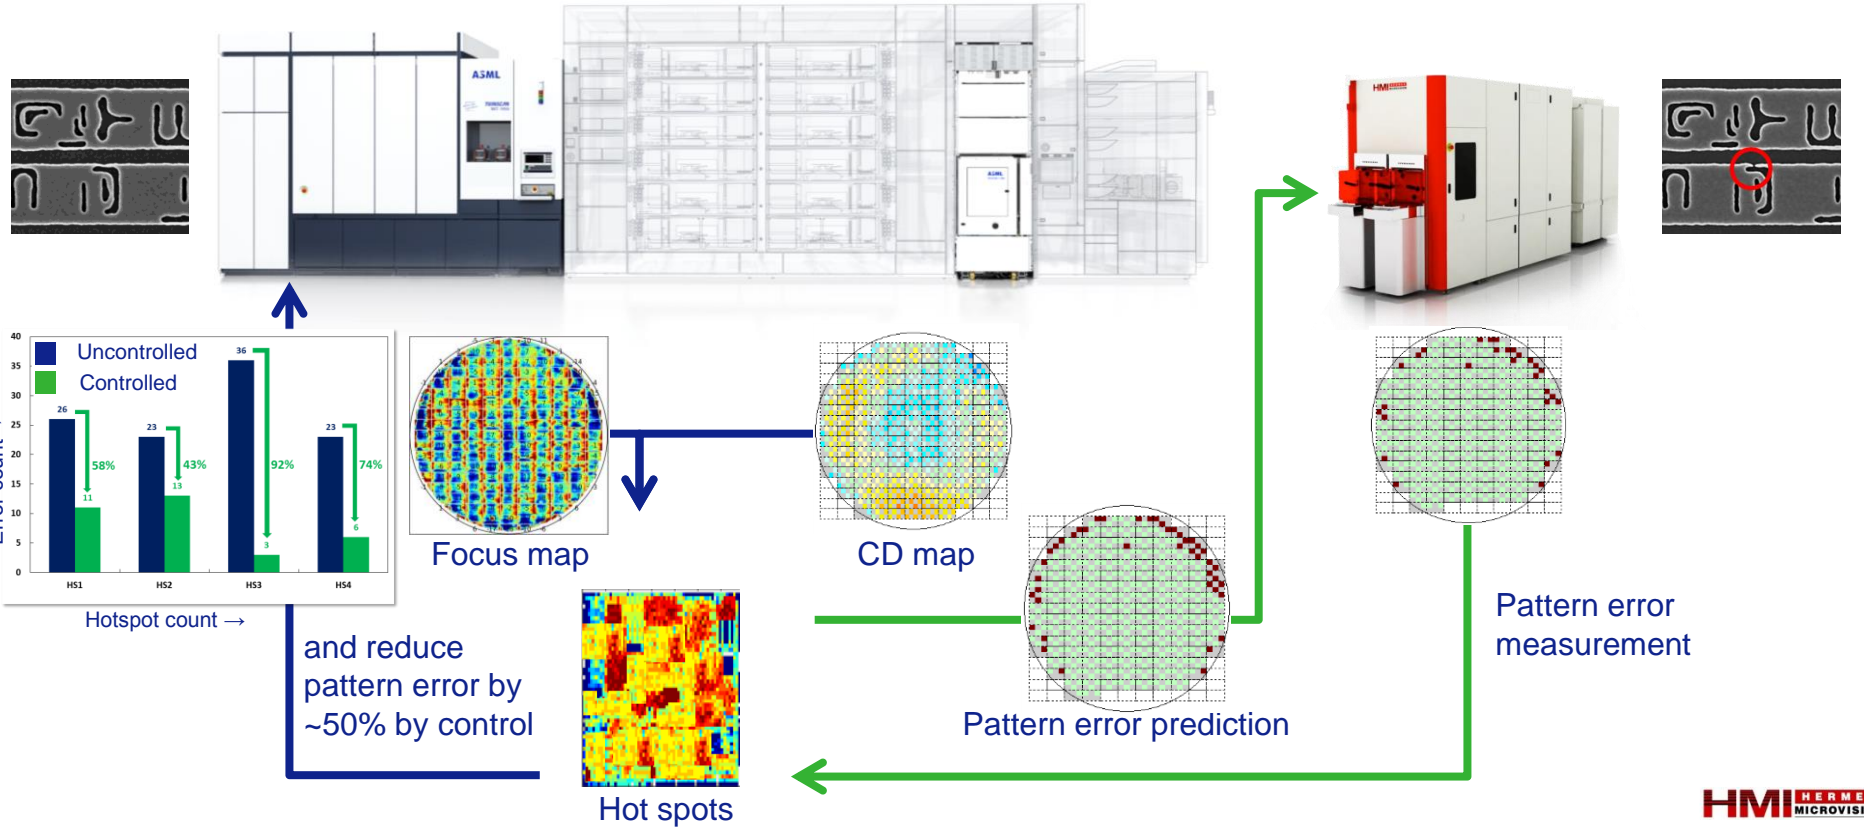 ASML
ASML
HMI
40
35
30
25
20
15
10
5
0
Uncontrolled
Controlled
26
23
36
23
58%
43%
92%
74%
11
13
3
6
HS1 HS2 HS3 HS4
Hotspot count →
Focus map
CD map
Pattern error
measurement
and reduce
pattern error by
~50% by control
Pattern error prediction
Hot spots
HMI HERME
MICROVISI